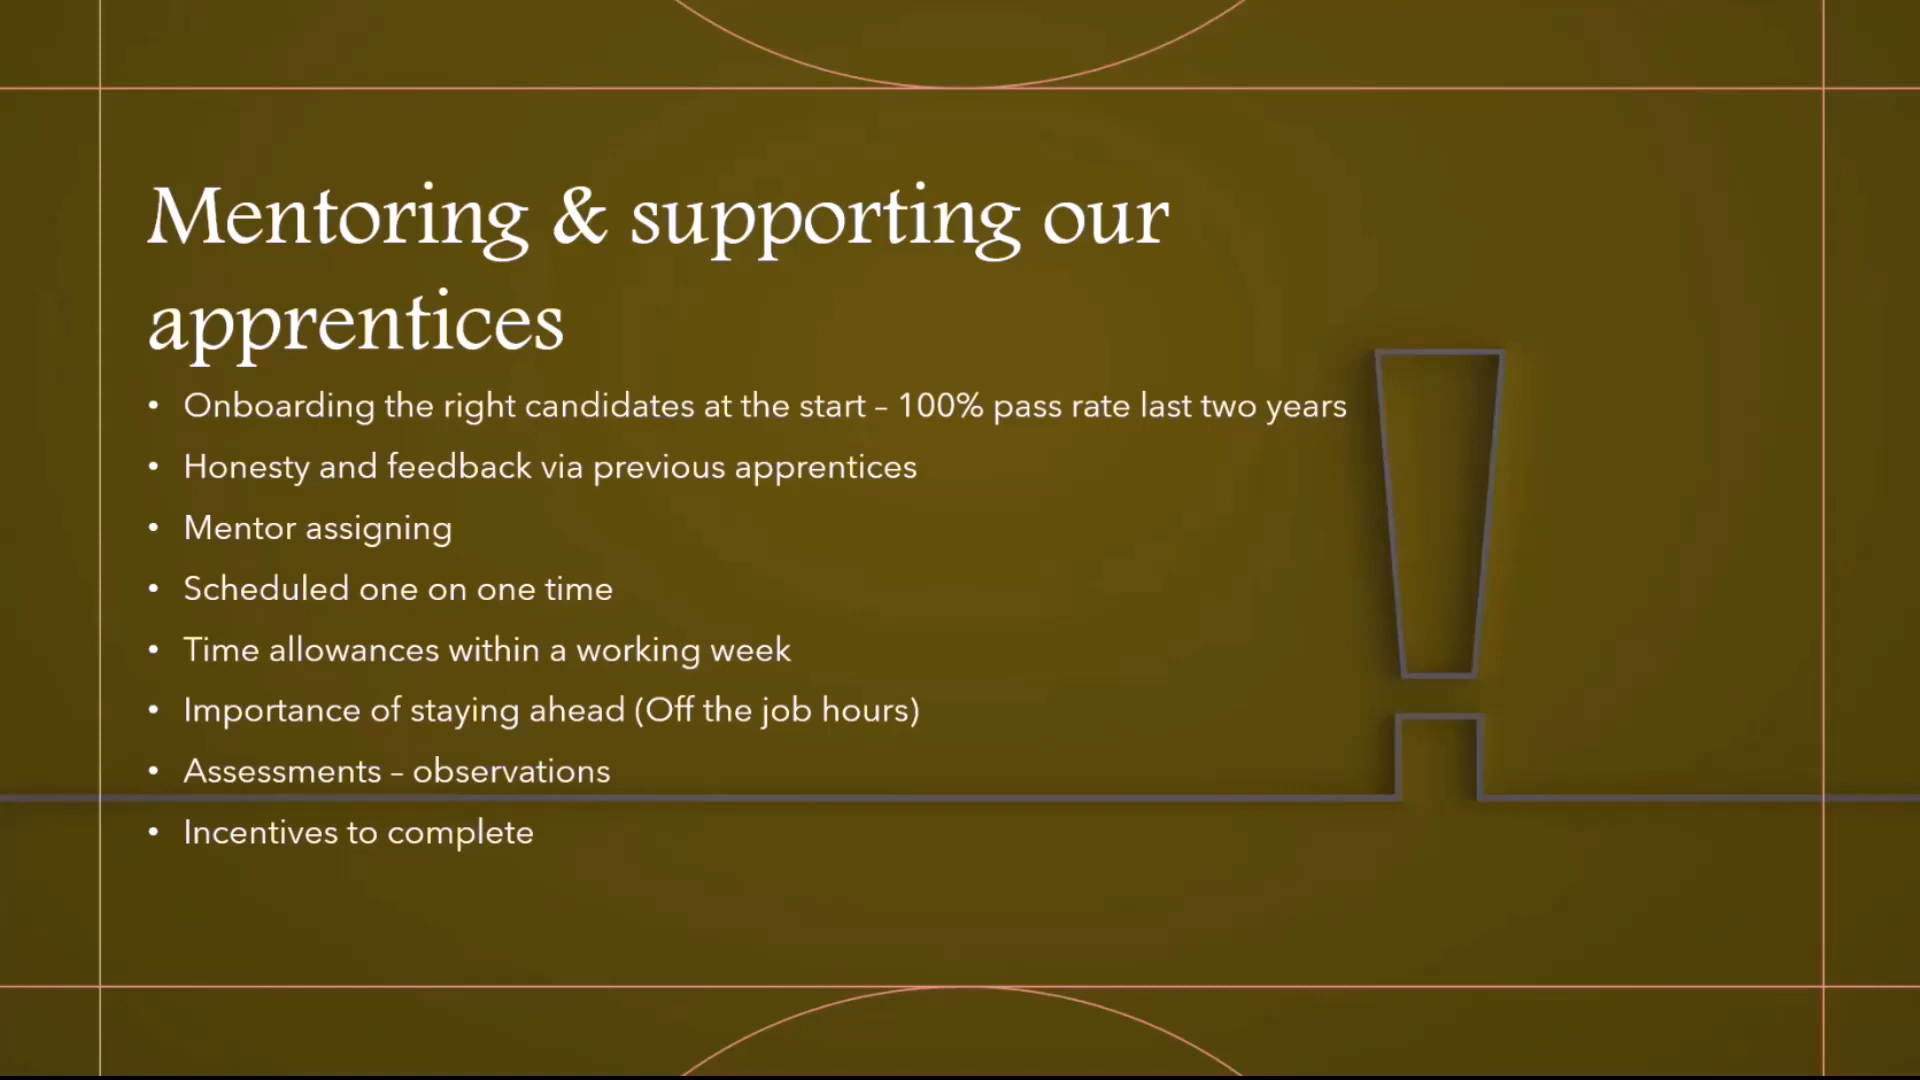 Mentoring & supporting our
apprentices
• Onboarding the right candidates at the start – 100% pass rate last two years
• Honesty and feedback via previous apprentices
• Mentor assigning
• Scheduled one on one time
• Time allowances within a working week
• Importance of staying ahead (Off the job hours)
• Assessments – observations
• Incentives to complete